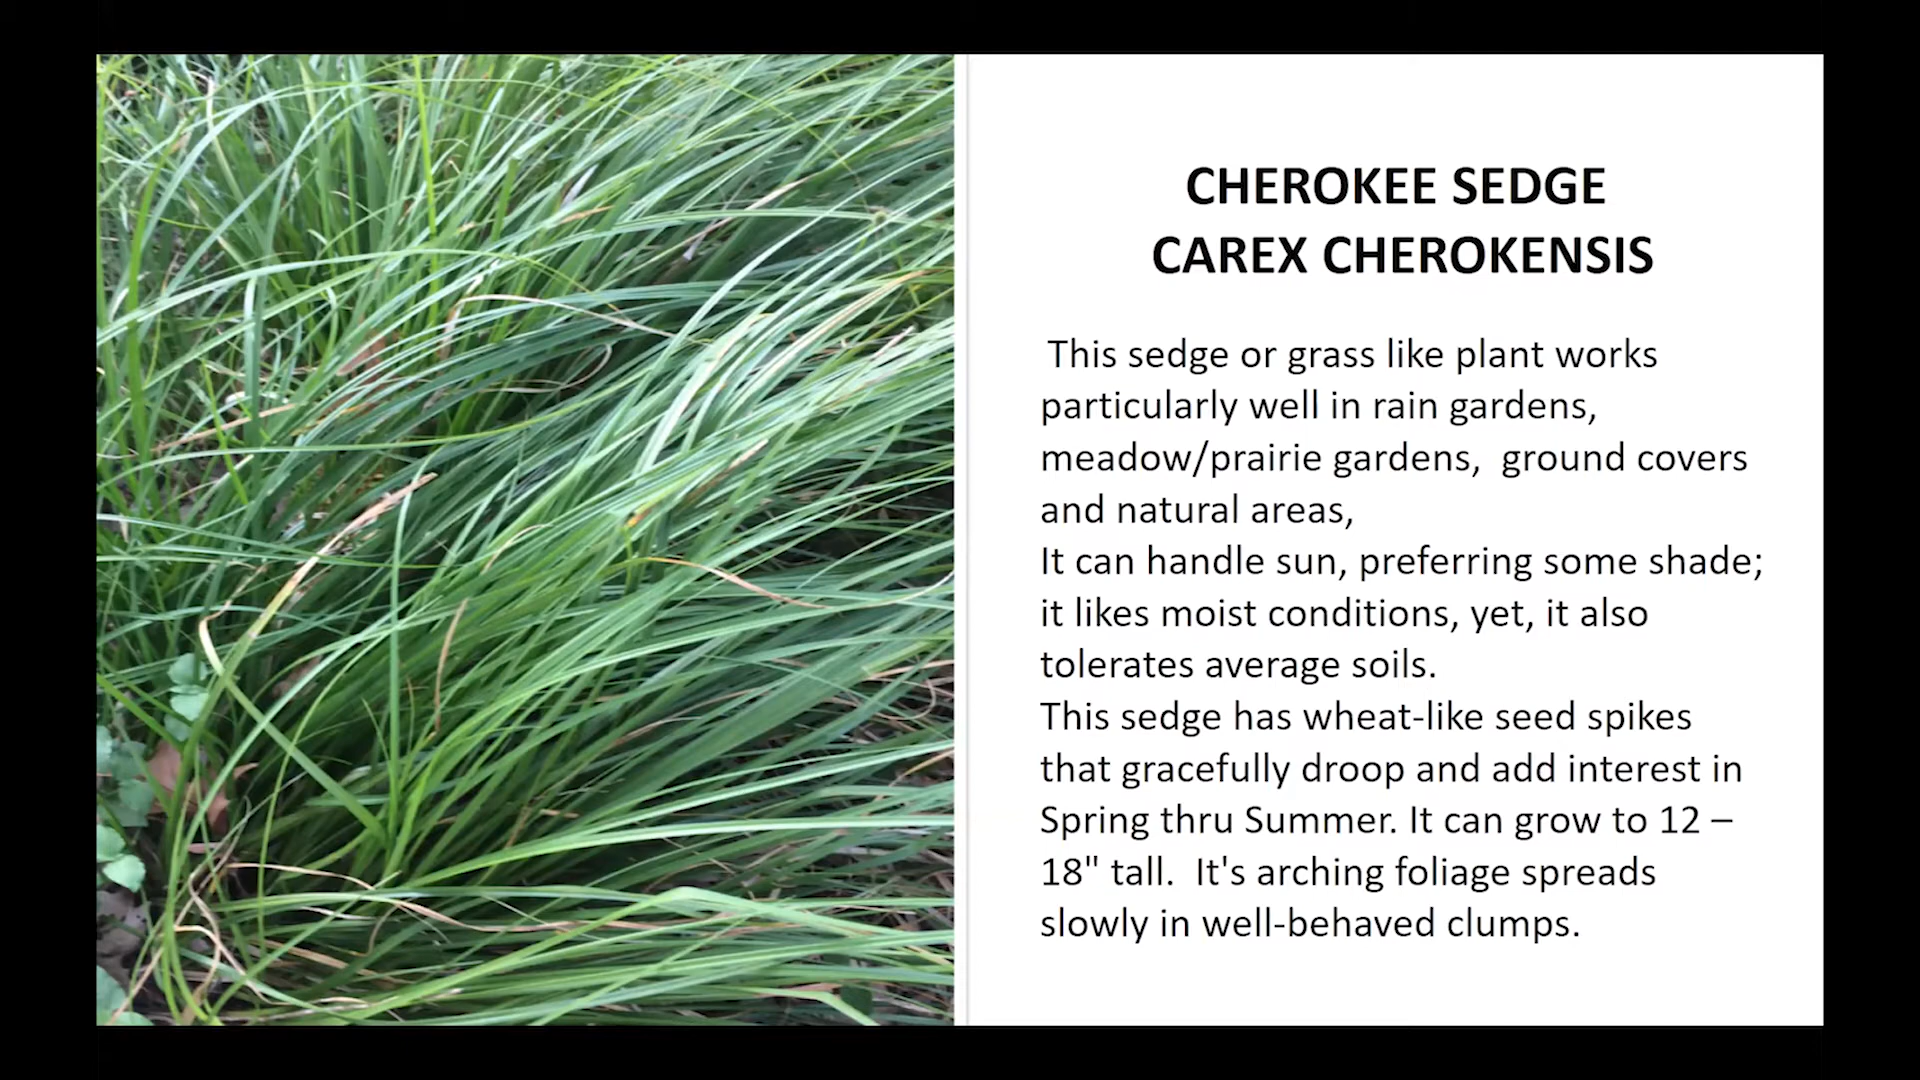 CHEROKEE SEDGE
CAREX CHEROKENSIS
This sedge or grass like plant works
particularly well in rain gardens,
meadow/prairie gardens,  ground covers
and natural areas,
It can handle sun, preferring some shade;
it likes moist conditions, yet, it also
tolerates average soils.
This sedge has wheat-like seed spikes
that gracefully droop and add interest in
Spring thru Summer. It can grow to 12 –
18" tall.  It's arching foliage spreads
slowly in well-behaved clumps.